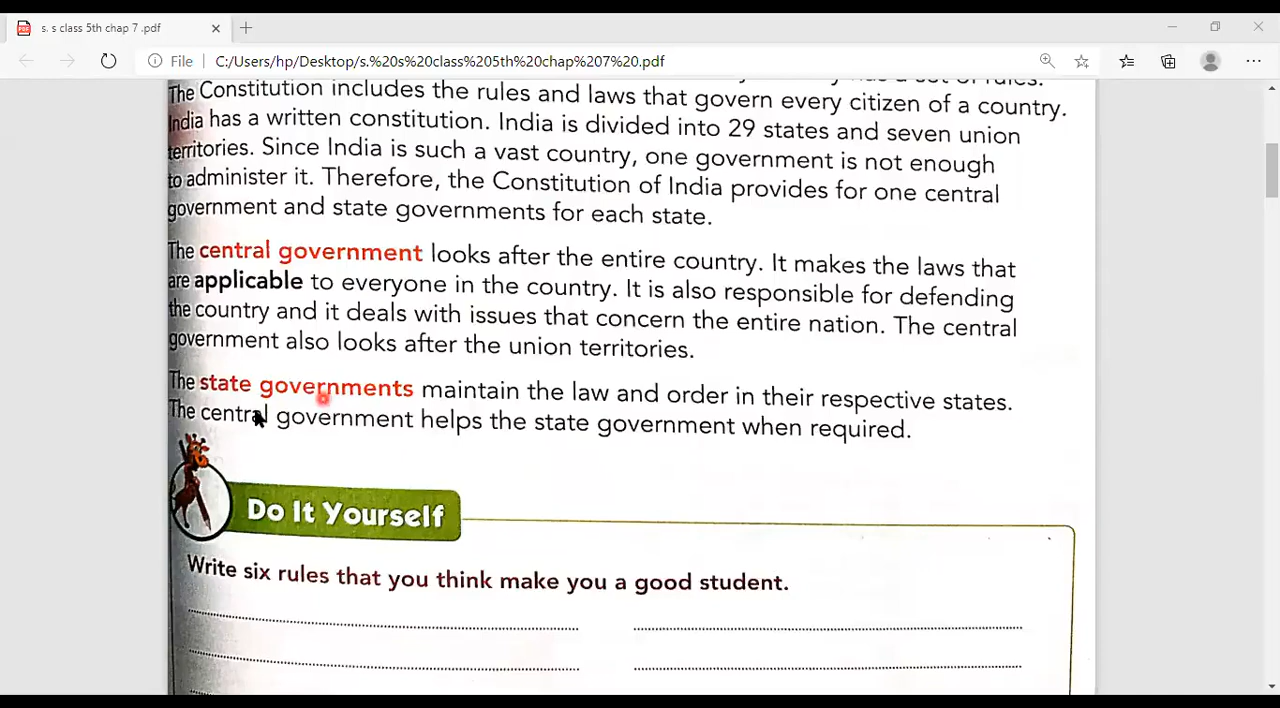 s. s class 5th chap 7 .pdf
File
C:/Users/hp/Desktop/s.%20s%20class%205th%20chap%207%20.pdf
The Constitution includes the rules and laws that govern every citizen of a country.
India has a written constitution. India is divided into 29 states and seven union
territories. Since India is such a vast country, one government is not enough
to administer it. Therefore, the Constitution of India provides for one central
government and state governments for each state.
The central government looks after the entire country. It makes the laws that
are applicable to everyone in the country. It is also responsible for defending
the country and it deals with issues that concern the entire nation. The central
government also looks after the union territories.
The state governments maintain the law and order in their respective states.
The central government helps the state government when required.
Do It Yourself
Write six rules that you think make you a good student.